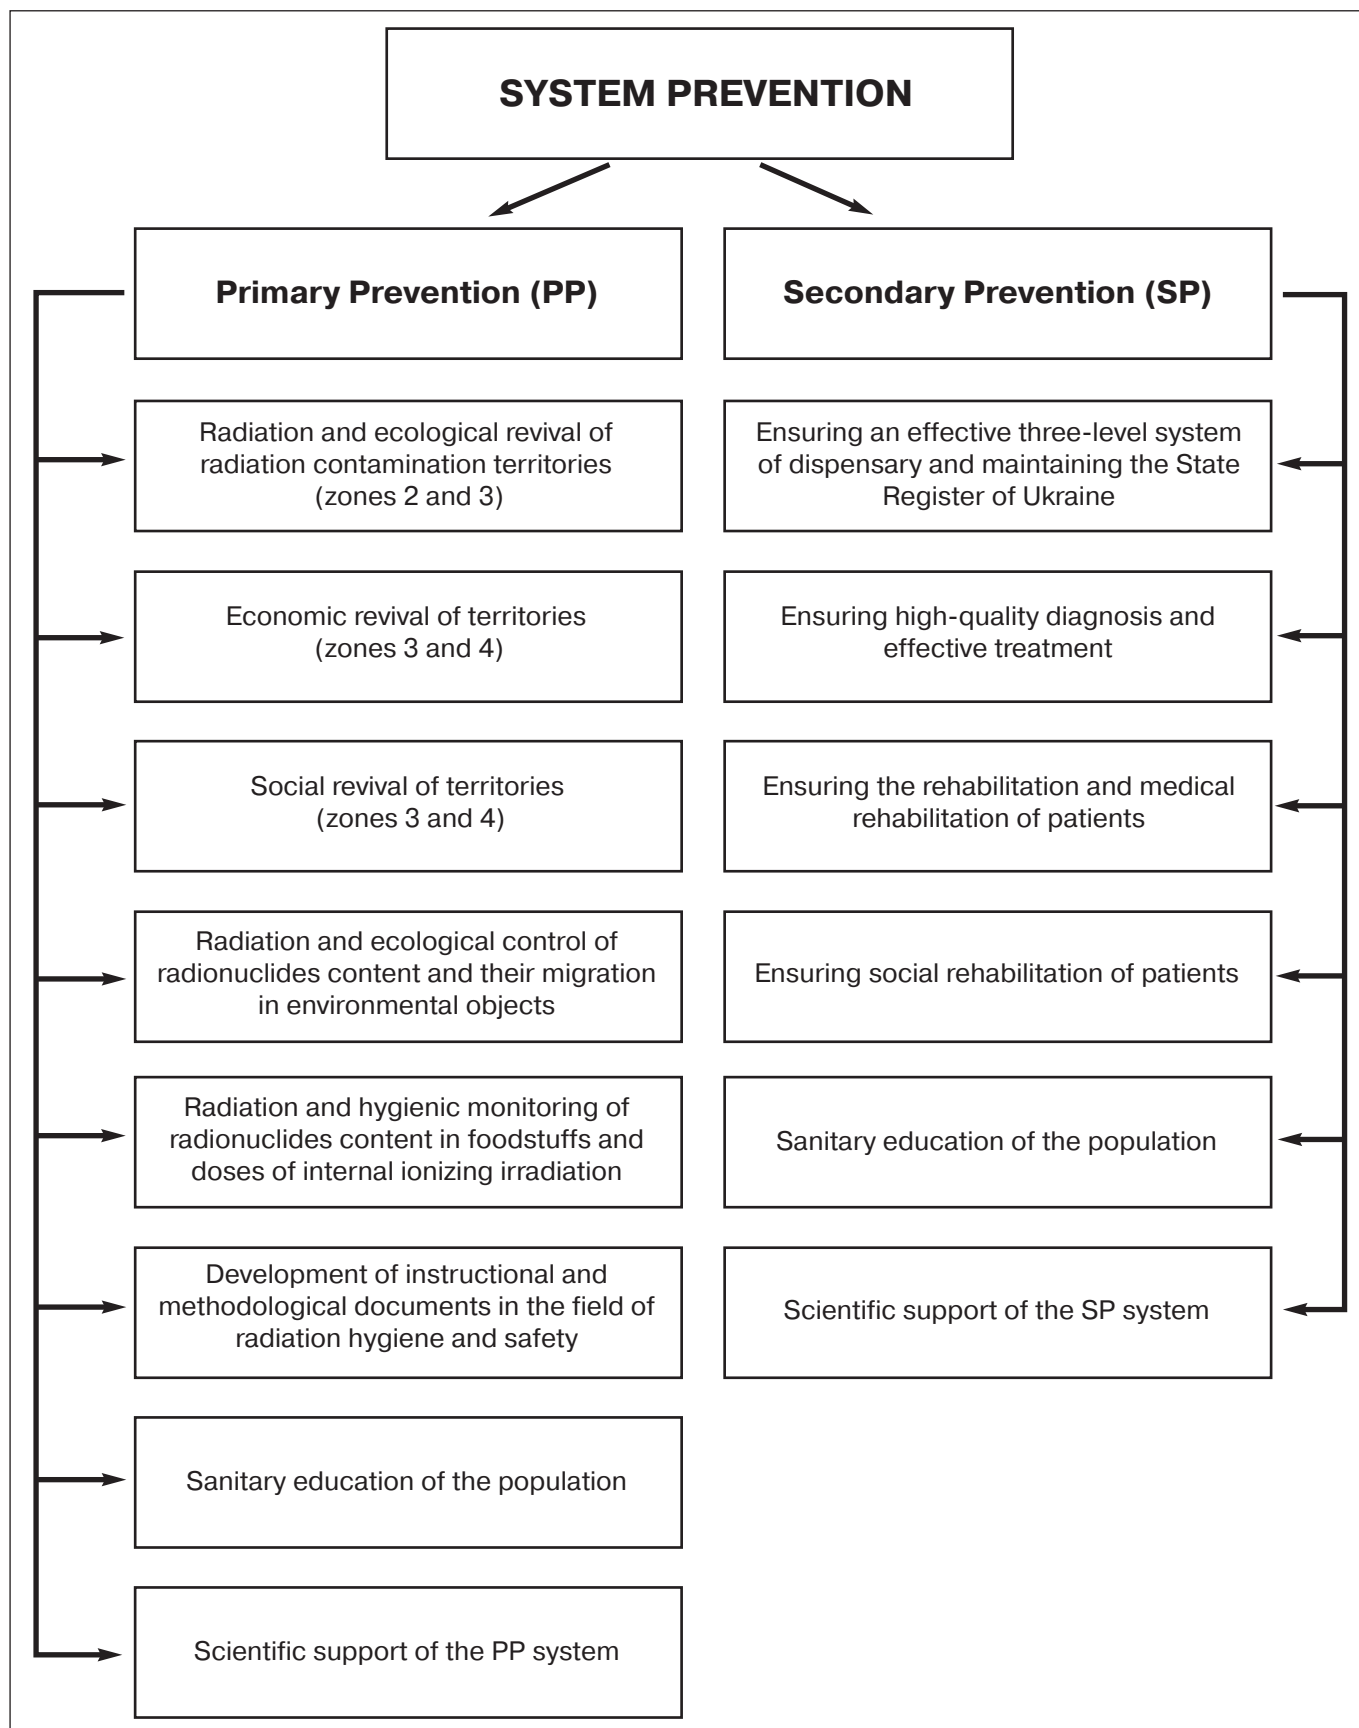 SYSTEM PREVENTION
Primary Prevention (PP)
Radiation and ecological revival of
radiation contamination territories
(zones 2 and 3)
Economic revival of territories
(zones 3 and 4)
Social revival of territories
(zones 3 and 4)
Radiation and ecological control of
radionuclides content and their migration
in environmental objects
Radiation and hygienic monitoring of
radionuclides content in foodstuffs and
doses of internal ionizing irradiation
Development of instructional and
methodological documents in the field of
radiation hygiene and safety
Sanitary education of the population
Scientific support of the PP system
Secondary Prevention (SP)
Ensuring an effective three-level system
of dispensary and maintaining the State
Register of Ukraine
Ensuring high-quality diagnosis and
effective treatment
Ensuring the rehabilitation and medical
rehabilitation of patients
Ensuring social rehabilitation of patients
Sanitary education of the population
Scientific support of the SP system